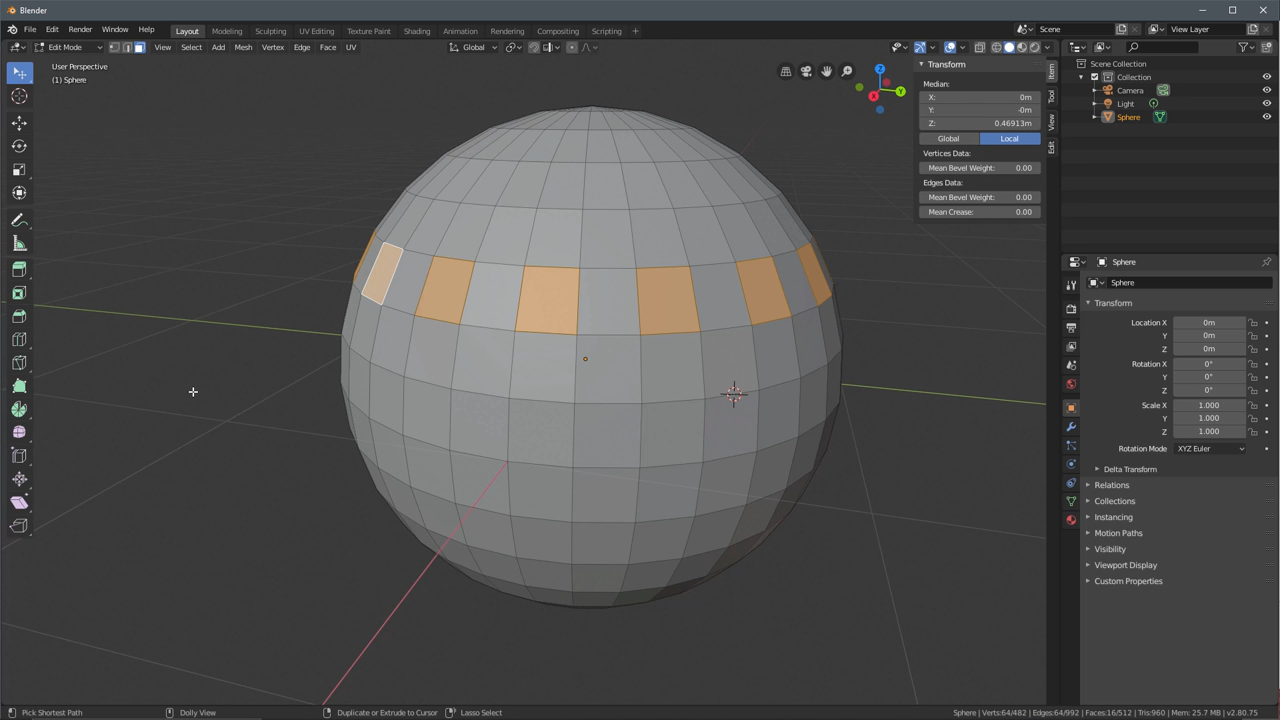 Blender
File Edit Render Window Help
Layout Modeling Sculpting UV Editing Texture Paint Shading Animation Rendering Compositing Scripting +
Scene
View Layer
Edit Mode View Select Add Mesh Vertex Edge Face UV
Global
User Perspective
(1) Sphere
Z
Y
X
Transform
Median:
X: 0m
Y: -0m
Z: 0.46913m
Global Local
Vertices Data:
Mean Bevel Weight: 0.00
Edges Data:
Mean Bevel Weight: 0.00
Mean Crease: 0.00
Item
Tool
View
Edit
Scene Collection
Collection
Camera
Light
Sphere
Sphere
Sphere
Transform
Location X 0m
Y 0m
Z 0m
Rotation X 0°
Y 0°
Z 0°
Scale X 1.000
Y 1.000
Z 1.000
Rotation Mode XYZ Euler
Delta Transform
Relations
Collections
Instancing
Motion Paths
Visibility
Viewport Display
Custom Properties
Pick Shortest Path Dolly View Duplicate or Extrude to Cursor Lasso Select
Sphere | Verts:64/482 | Edges:64/992 | Faces:16/512 | Tris:960 | Mem: 25.7 MB | v2.80.75